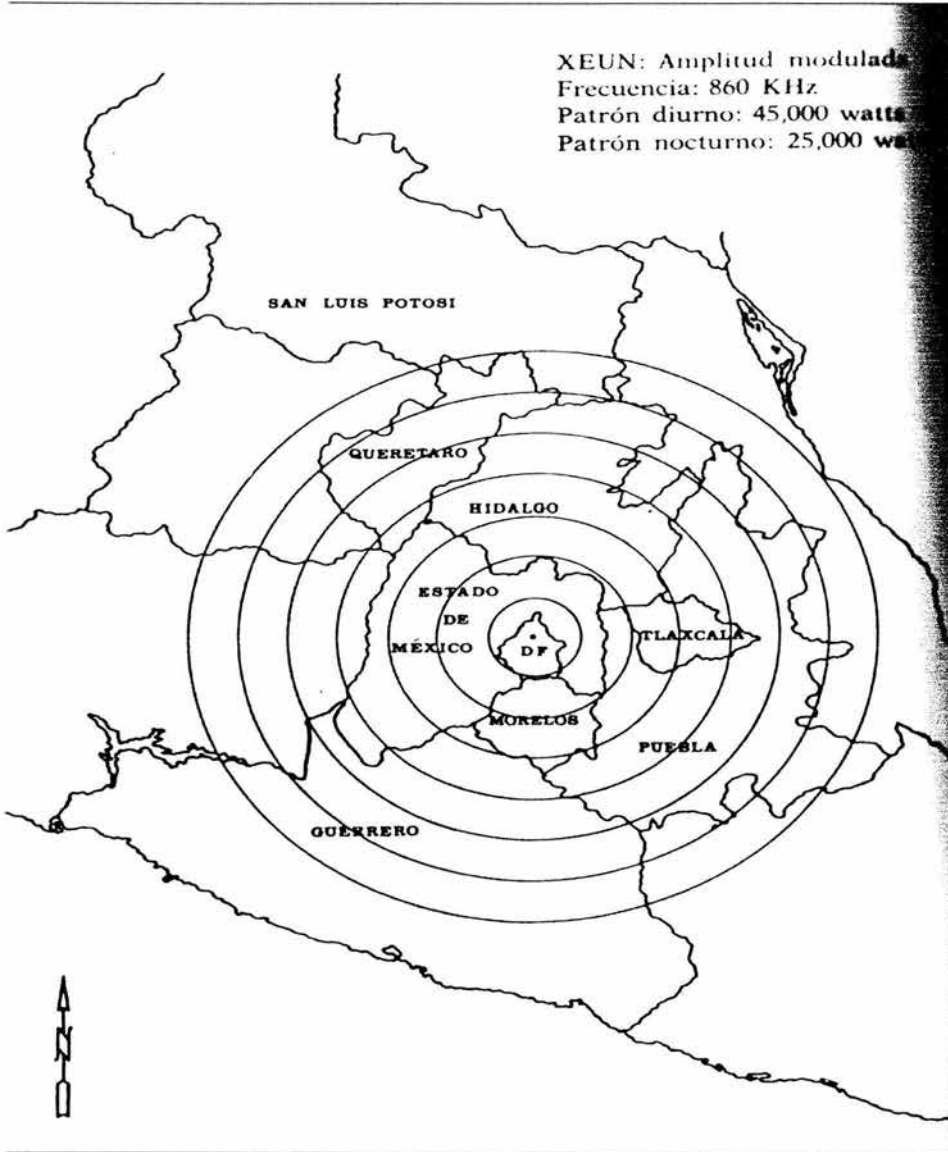 XEUN: Amplitud modulada
Frecuencia: 860 KHz
Patrón diurno: 45,000 watts
Patrón nocturno: 25,000
SAN LUIS POTOSI
QUERETARO
HIDALGO
ESTADO
DE
MÉXICO
DF
TLAXCALA
MORELOS
PUEBLA
GUERRERO
N